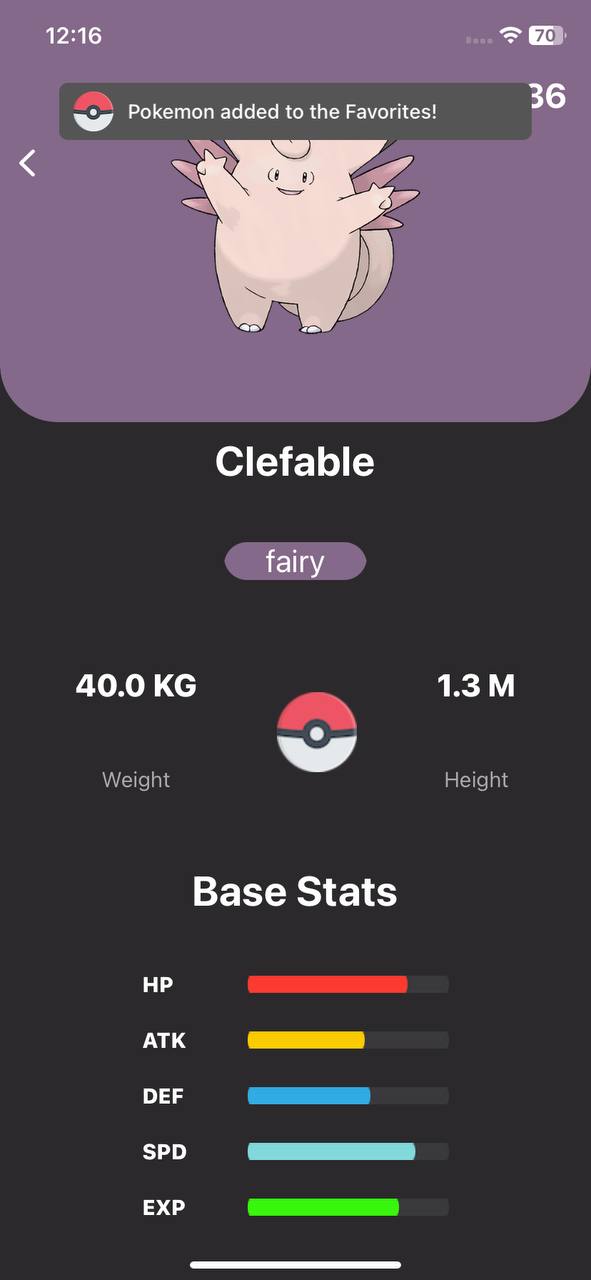 12:16
70
Pokemon added to the Favorites!
36
Clefable
fairy
40.0 KG
1.3 M
Weight
Height
Base Stats
HP
ATK
DEF
SPD
EXP